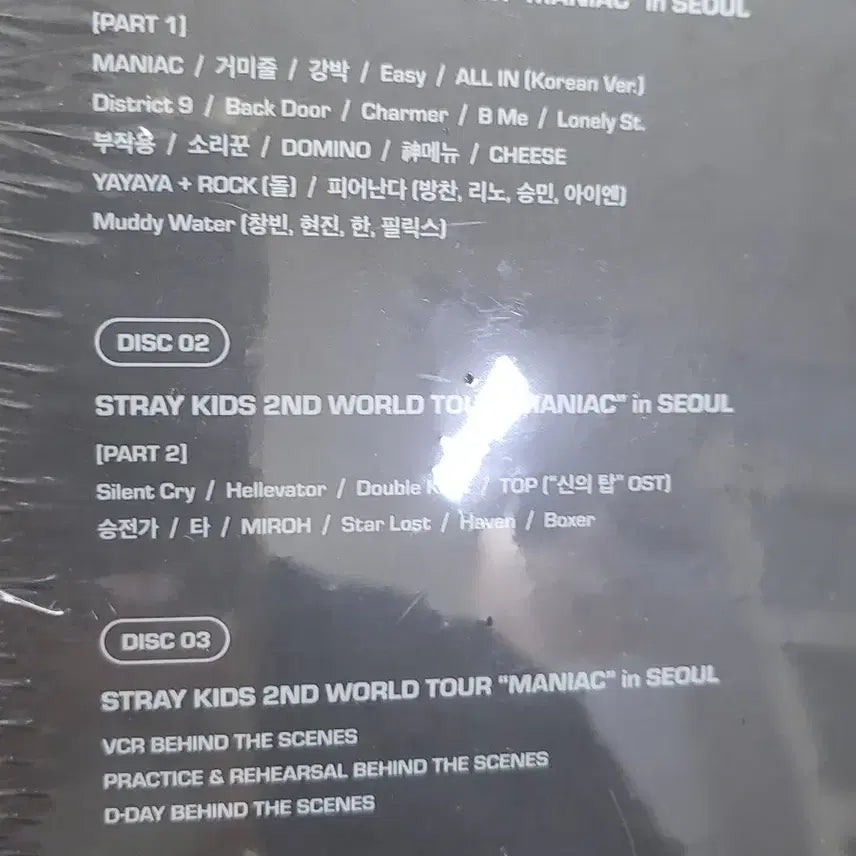 "MANIAC" in SEOUL
[PART 1]
MANIAC / 거미줄 / 강박 / Easy / ALL IN (Korean Ver.)
District 9 / Back Door / Charmer / B Me / Lonely St.
부작용 / 소리꾼 / DOMINO / 神메뉴 / CHEESE
YAYAYA + ROCK (돌) / 피어난다 (방찬, 리노, 승민, 아이엔)
Muddy Water (창빈, 현진, 한, 필릭스)
DISC 02
STRAY KIDS 2ND WORLD TOUR "MANIAC" in SEOUL
[PART 2]
Silent Cry / Hellevator / Double / TOP ("신의 탑" OST)
승전가 / 타 / MIROH / Star Lost / Haven / Boxer
DISC 03
STRAY KIDS 2ND WORLD TOUR "MANIAC" in SEOUL
VCR BEHIND THE SCENES
PRACTICE & REHEARSAL BEHIND THE SCENES
D-DAY BEHIND THE SCENES